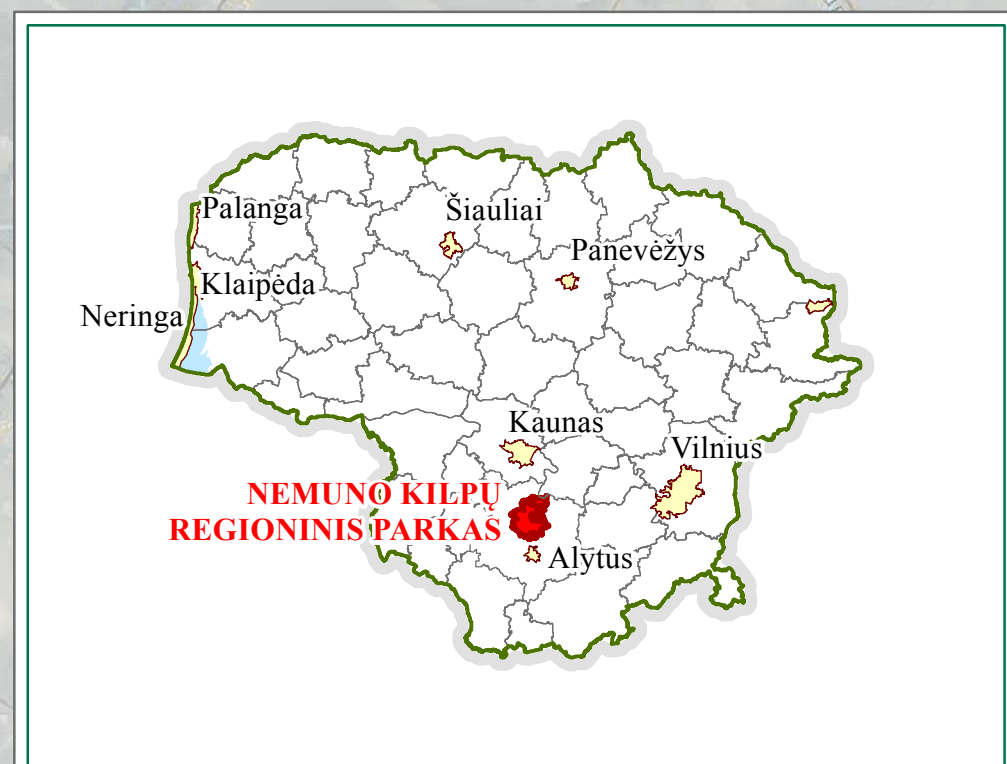 Palanga
Šiauliai
Panevėžys
Klaipėda
Neringa
Kaunas
Vilnius
NEMUNO KILPŲ
REGIONINIS PARKAS
Alytus